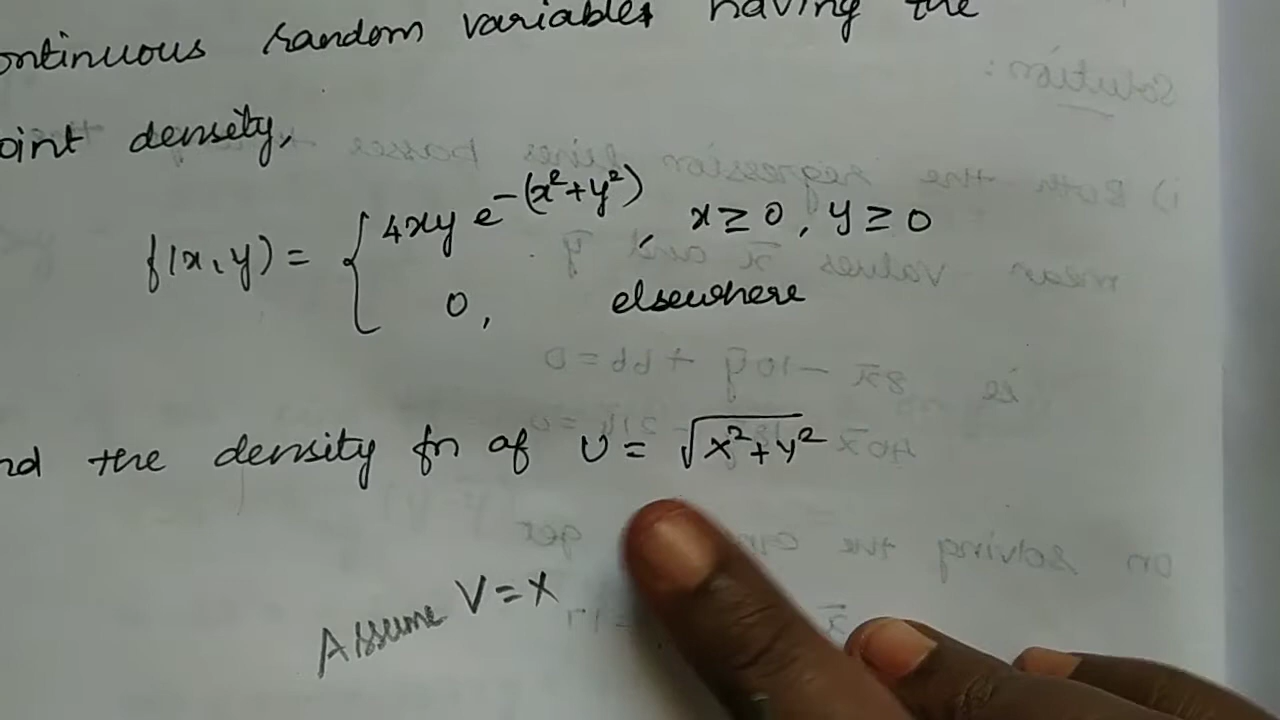 ontinuous random variables having the
oint density,
f(x, y) = { 4xy e^-(x²+y²), x ≥ 0, y ≥ 0
0, elsewhere
nd the density fn of U = √x²+y²
Assume V = X